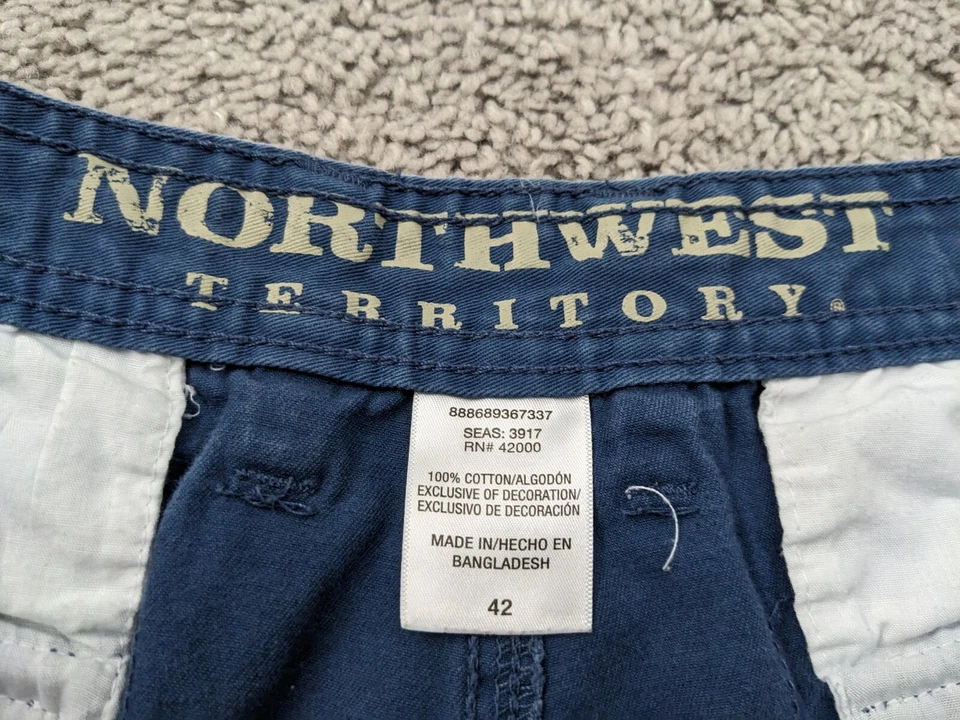 NORTHWEST
TERRITORY®
888689367337
SEAS: 3917
RN# 42000
100% COTTON/ALGODÓN
EXCLUSIVE OF DECORATION/
EXCLUSIVO DE DECORACIÓN
MADE IN/HECHO EN
BANGLADESH
42